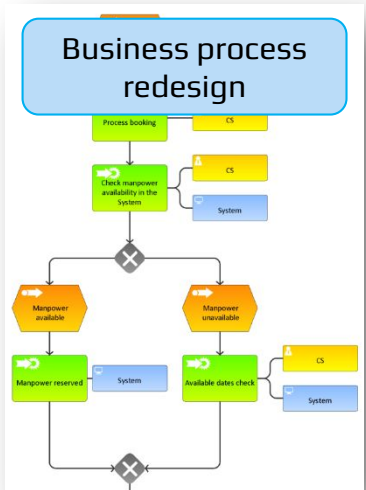 Business process
redesign
Process booking
CS
Check manpower
availability in the
System
CS
System
Manpower
available
Manpower
unavailable
Manpower reserved
System
Available dates check
CS
System